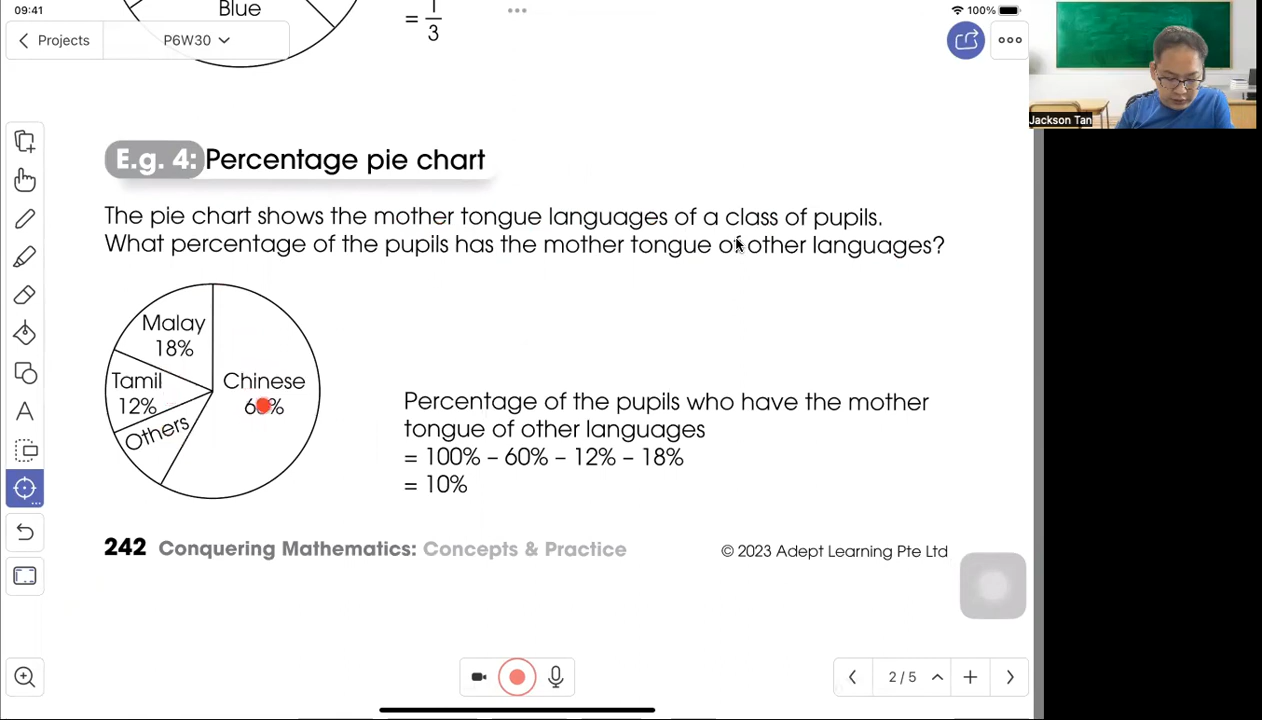 09:41
100%
Projects
P6W30
Blue
= 1/3
Jackson Tan
E.g. 4: Percentage pie chart
The pie chart shows the mother tongue languages of a class of pupils.
What percentage of the pupils has the mother tongue of other languages?
Malay
18%
Chinese
Tamil
12%
Others
Percentage of the pupils who have the mother
tongue of other languages
= 100% – 60% – 12% – 18%
= 10%
242 Conquering Mathematics: Concepts & Practice
© 2023 Adept Learning Pte Ltd
A
2 / 5